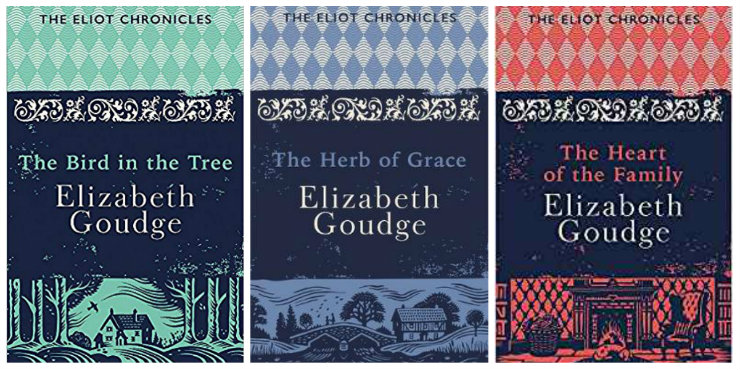 THE ELIOT CHRONICLES
The Bird in the Tree
Elizabeth
Goudge
THE ELIOT CHRONICLES
The Herb of Grace
Elizabeth
Goudge
THE ELIOT CHRONICLES
The Heart
of the Family
Elizabeth
Goudge